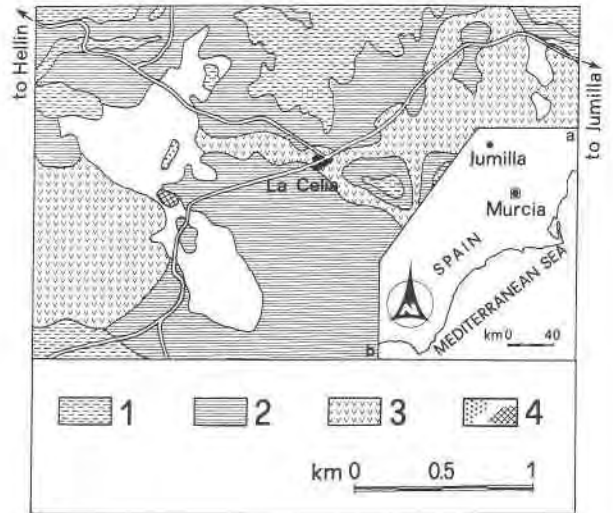 to Hellin
to Jumilla
La Celia
a
Jumilla
Murcia
SPAIN
MEDITERRANEAN SEA
km 0 40
b
1 2 3 4
km 0 0.5 1